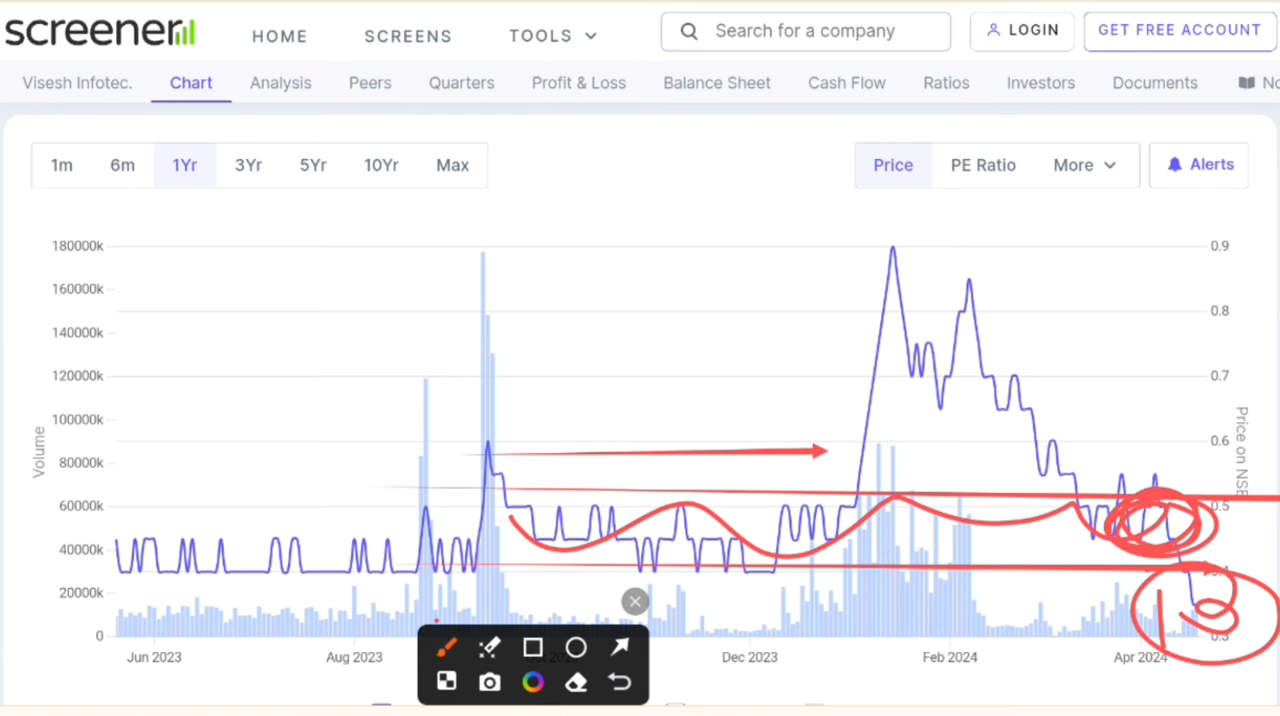 screener
HOME SCREENS TOOLS
Search for a company
LOGIN
GET FREE ACCOUNT
Visesh Infotec. Chart Analysis Peers Quarters Profit & Loss Balance Sheet Cash Flow Ratios Investors Documents No
1m 6m 1Yr 3Yr 5Yr 10Yr Max
Price PE Ratio More
Alerts
180000k
160000k
140000k
120000k
100000k
80000k
60000k
40000k
20000k
0
Volume
0.9
0.8
0.7
0.6
0.5
0.3
Price on NSE
Jun 2023 Aug 2023 Oct 2023 Dec 2023 Feb 2024 Apr 2024